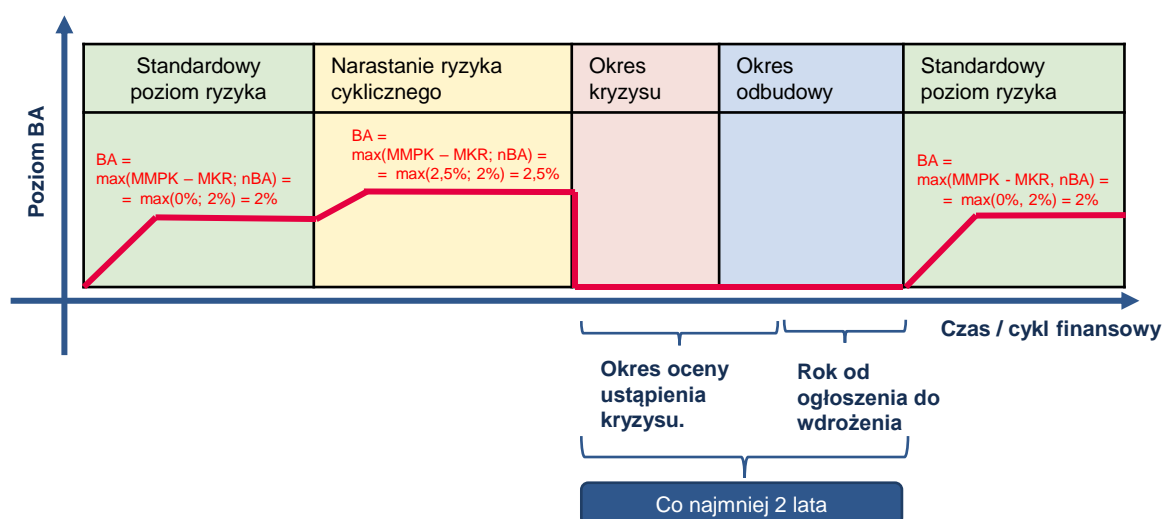 Poziom BA
Standardowy
poziom ryzyka
Narastanie ryzyka
cyklicznego
Okres
kryzysu
Okres
odbudowy
Standardowy
poziom ryzyka
BA =
max(MMPK – MKR; nBA) =
= max(0%; 2%) = 2%
BA =
max(MMPK – MKR; nBA) =
= max(2,5%; 2%) = 2,5%
BA =
max(MMPK - MKR, nBA) =
= max(0%, 2%) = 2%
Czas / cykl finansowy
Okres oceny
ustąpienia
kryzysu.
Rok od
ogłoszenia do
wdrożenia
Co najmniej 2 lata